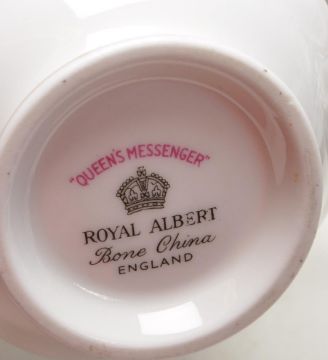 "QUEEN'S MESSENGER"
ROYAL ALBERT
Bone China
ENGLAND